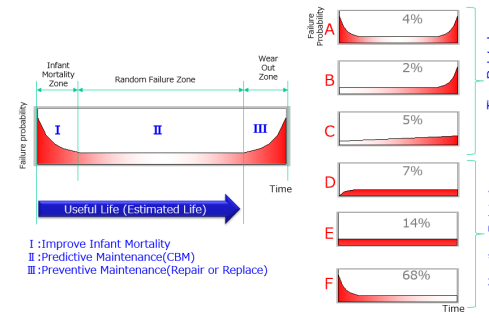 Infant
Mortality
Zone
Random Failure Zone
Wear
Out
Zone
Failure probability
I
II
III
Time
Useful Life (Estimated Life)
I :Improve Infant Mortality
II :Predictive Maintenance(CBM)
III :Preventive Maintenance(Repair or Replace)
Failure
Probability
A
4%
B
2%
C
5%
D
7%
E
14%
F
68%
Time